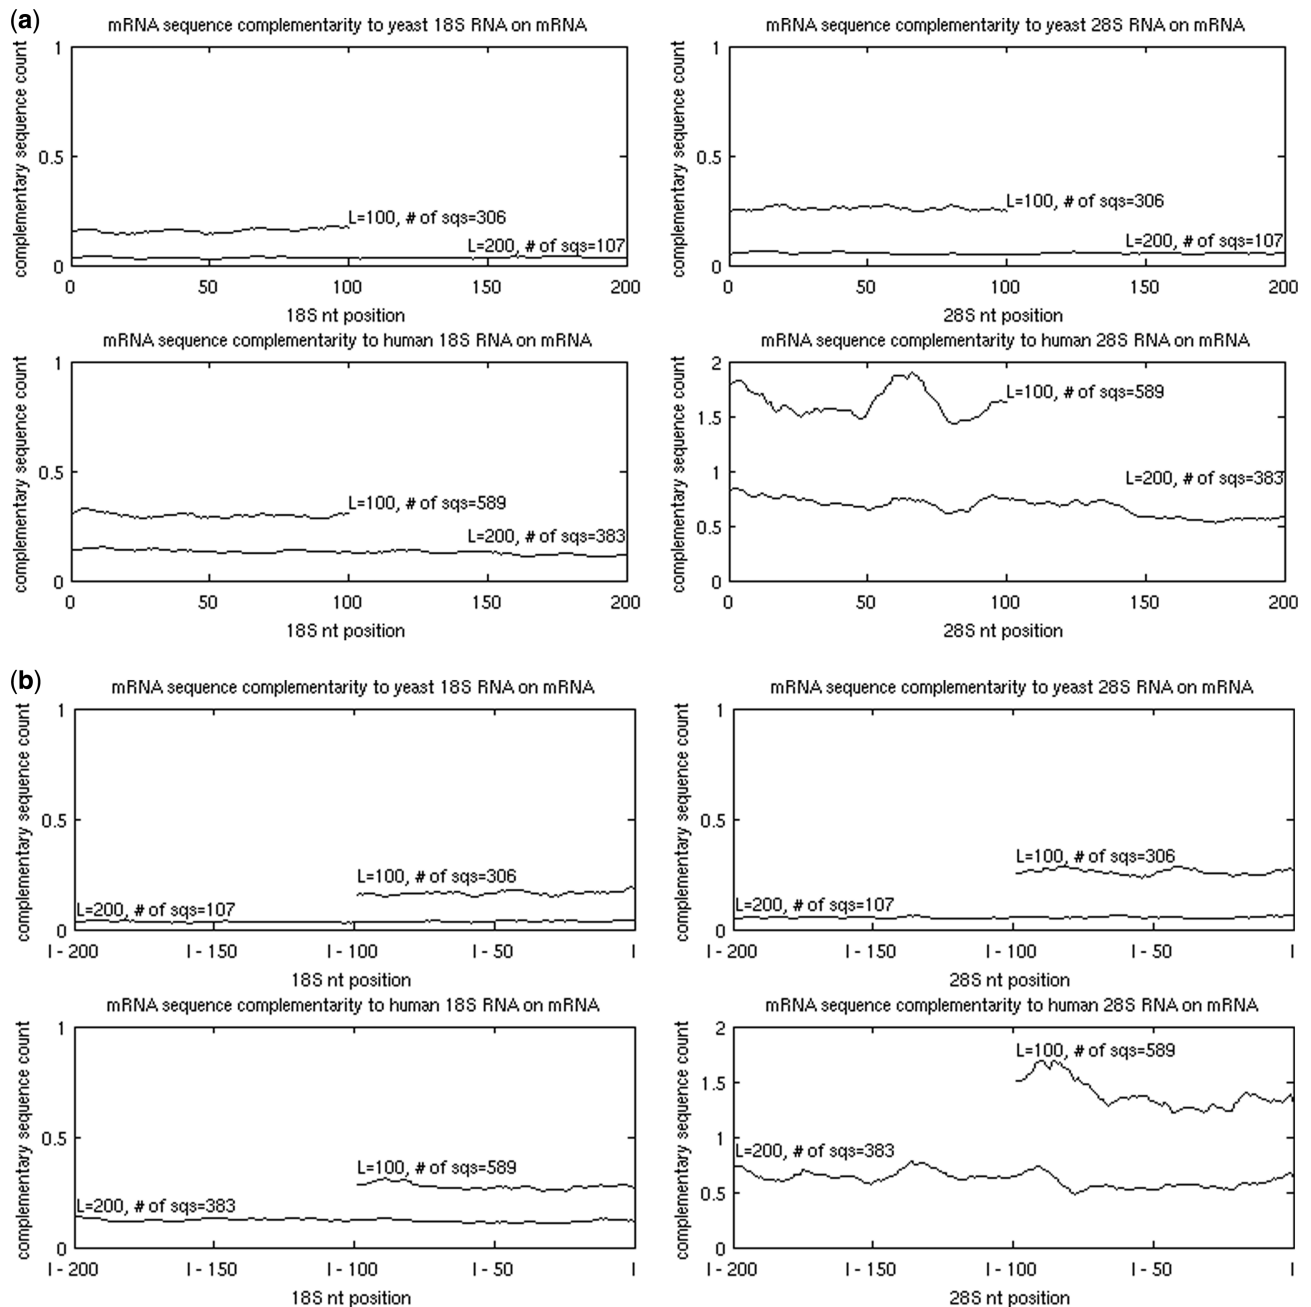 (a)
mRNA sequence complementarity to yeast 18S RNA on mRNA
complementary sequence count
1
0.5
0
L=100, # of sqs=306
L=200, # of sqs=107
0 50 100 150 200
18S nt position
mRNA sequence complementarity to yeast 28S RNA on mRNA
complementary sequence count
1
0.5
0
L=100, # of sqs=306
L=200, # of sqs=107
0 50 100 150 200
28S nt position
mRNA sequence complementarity to human 18S RNA on mRNA
complementary sequence count
1
0.5
0
L=100, # of sqs=589
L=200, # of sqs=383
0 50 100 150 200
18S nt position
mRNA sequence complementarity to human 28S RNA on mRNA
complementary sequence count
2
1.5
1
0.5
0
L=100, # of sqs=589
L=200, # of sqs=383
0 50 100 150 200
28S nt position
(b)
mRNA sequence complementarity to yeast 18S RNA on mRNA
complementary sequence count
1
0.5
0
L=100, # of sqs=306
L=200, # of sqs=107
l - 200 l - 150 l - 100 l - 50 l
18S nt position
mRNA sequence complementarity to yeast 28S RNA on mRNA
complementary sequence count
1
0.5
0
L=100, # of sqs=306
L=200, # of sqs=107
l - 200 l - 150 l - 100 l - 50 l
28S nt position
mRNA sequence complementarity to human 18S RNA on mRNA
complementary sequence count
1
0.5
0
L=100, # of sqs=589
L=200, # of sqs=383
l - 200 l - 150 l - 100 l - 50 l
18S nt position
mRNA sequence complementarity to human 28S RNA on mRNA
complementary sequence count
2
1.5
1
0.5
0
L=100, # of sqs=589
L=200, # of sqs=383
l - 200 l - 150 l - 100 l - 50 l
28S nt position